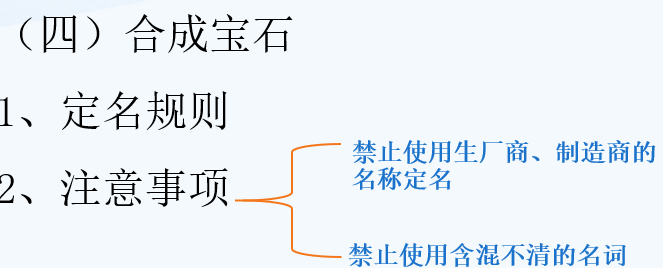 （四）合成宝石
1、定名规则
2、注意事项
禁止使用生厂商、制造商的
名称定名
禁止使用含混不清的名词